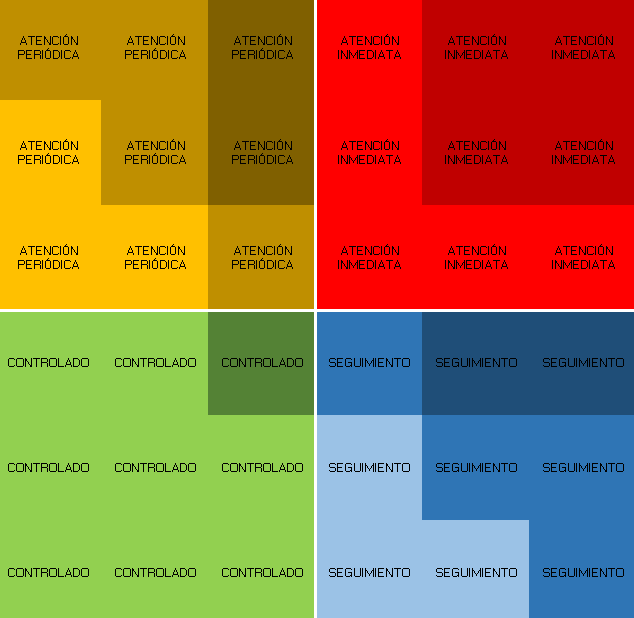 ATENCIÓN ATENCIÓN ATENCIÓN ATENCIÓN ATENCIÓN ATENCIÓN
PERIÓDICA PERIÓDICA PERIÓDICA INMEDIATA INMEDIATA INMEDIATA
ATENCIÓN ATENCIÓN ATENCIÓN ATENCIÓN ATENCIÓN ATENCIÓN
PERIÓDICA PERIÓDICA PERIÓDICA INMEDIATA INMEDIATA INMEDIATA
ATENCIÓN ATENCIÓN ATENCIÓN ATENCIÓN ATENCIÓN ATENCIÓN
PERIÓDICA PERIÓDICA PERIÓDICA INMEDIATA INMEDIATA INMEDIATA
CONTROLADO CONTROLADO CONTROLADO SEGUIMIENTO SEGUIMIENTO SEGUIMIENTO
CONTROLADO CONTROLADO CONTROLADO SEGUIMIENTO SEGUIMIENTO SEGUIMIENTO
CONTROLADO CONTROLADO CONTROLADO SEGUIMIENTO SEGUIMIENTO SEGUIMIENTO